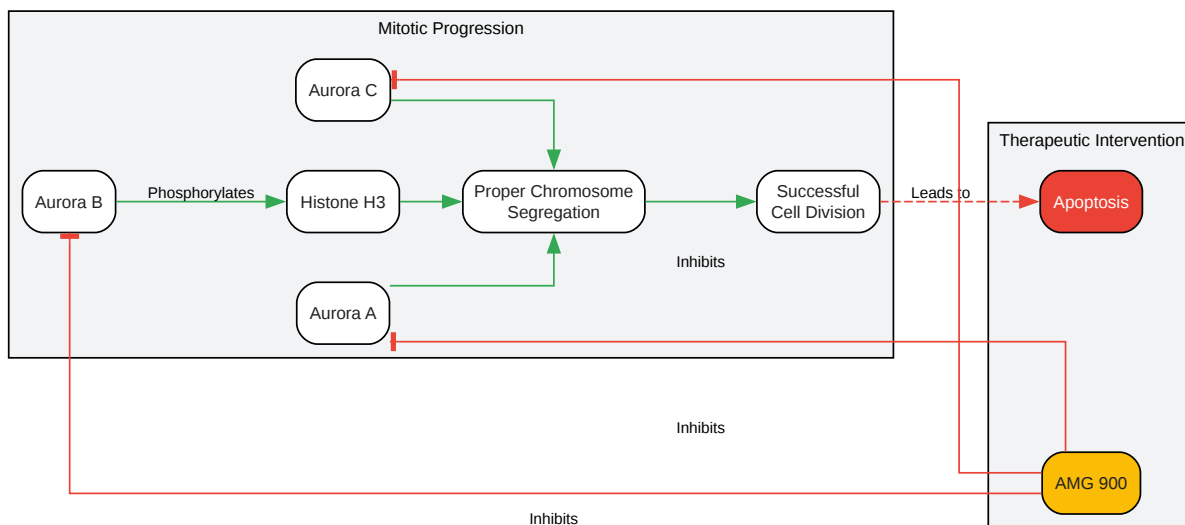 Mitotic Progression
Aurora C
Therapeutic Intervention
Aurora B
Phosphorylates
Histone H3
Proper Chromosome
Segregation
Successful
Cell Division
Leads to
Apoptosis
Inhibits
Aurora A
Inhibits
AMG 900
Inhibits